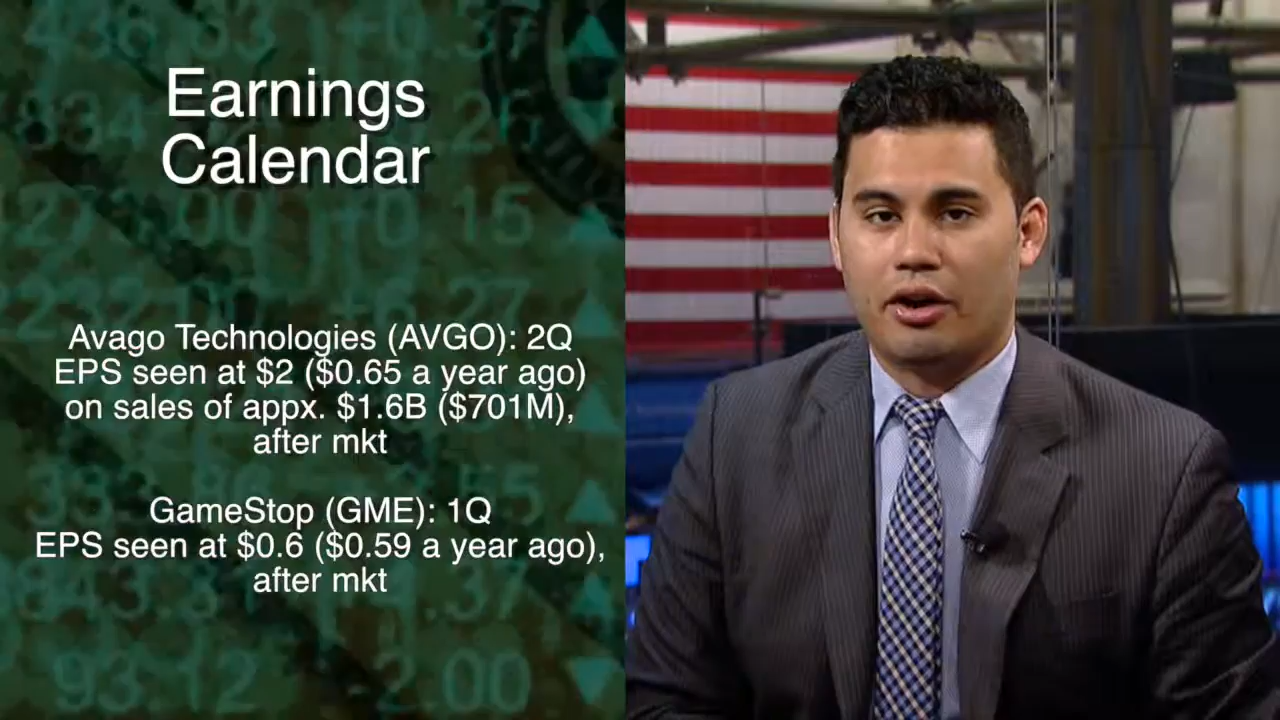 Earnings
Calendar
Avago Technologies (AVGO): 2Q
EPS seen at $2 ($0.65 a year ago)
on sales of appx. $1.6B ($701M),
after mkt
GameStop (GME): 1Q
EPS seen at $0.6 ($0.59 a year ago),
after mkt